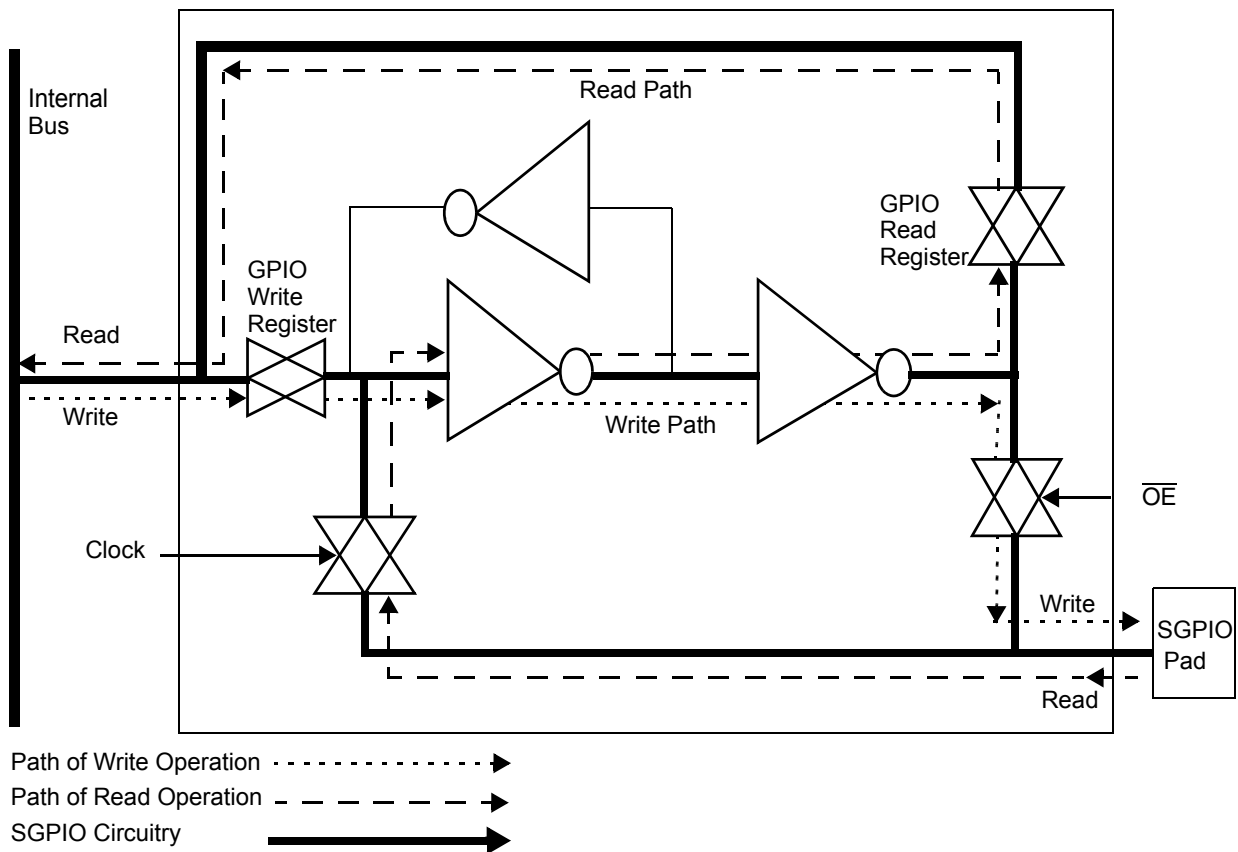 Internal
Bus
Read Path
GPIO
Read
Register
GPIO
Write
Register
Read
Write
Write Path
OE
Clock
Write
SGPIO
Pad
Read
Path of Write Operation
Path of Read Operation
SGPIO Circuitry